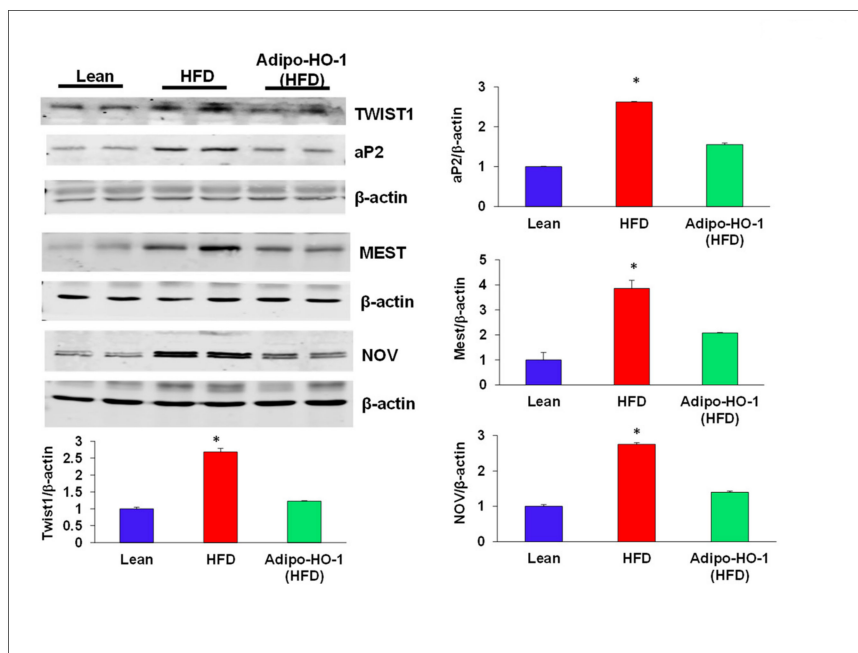 Lean
HFD
Adipo-HO-1
(HFD)
TWIST1
aP2
β-actin
MEST
β-actin
NOV
β-actin
Twist1/β-actin
3
2.5
2
1.5
1
0.5
0
*
Lean
HFD
Adipo-HO-1
(HFD)
aP2/β-actin
3
2
1
0
*
Lean
HFD
Adipo-HO-1
(HFD)
Mest/β-actin
5
4
3
2
1
0
*
Lean
HFD
Adipo-HO-1
(HFD)
NOV/β-actin
3
2
1
0
*
Lean
HFD
Adipo-HO-1
(HFD)